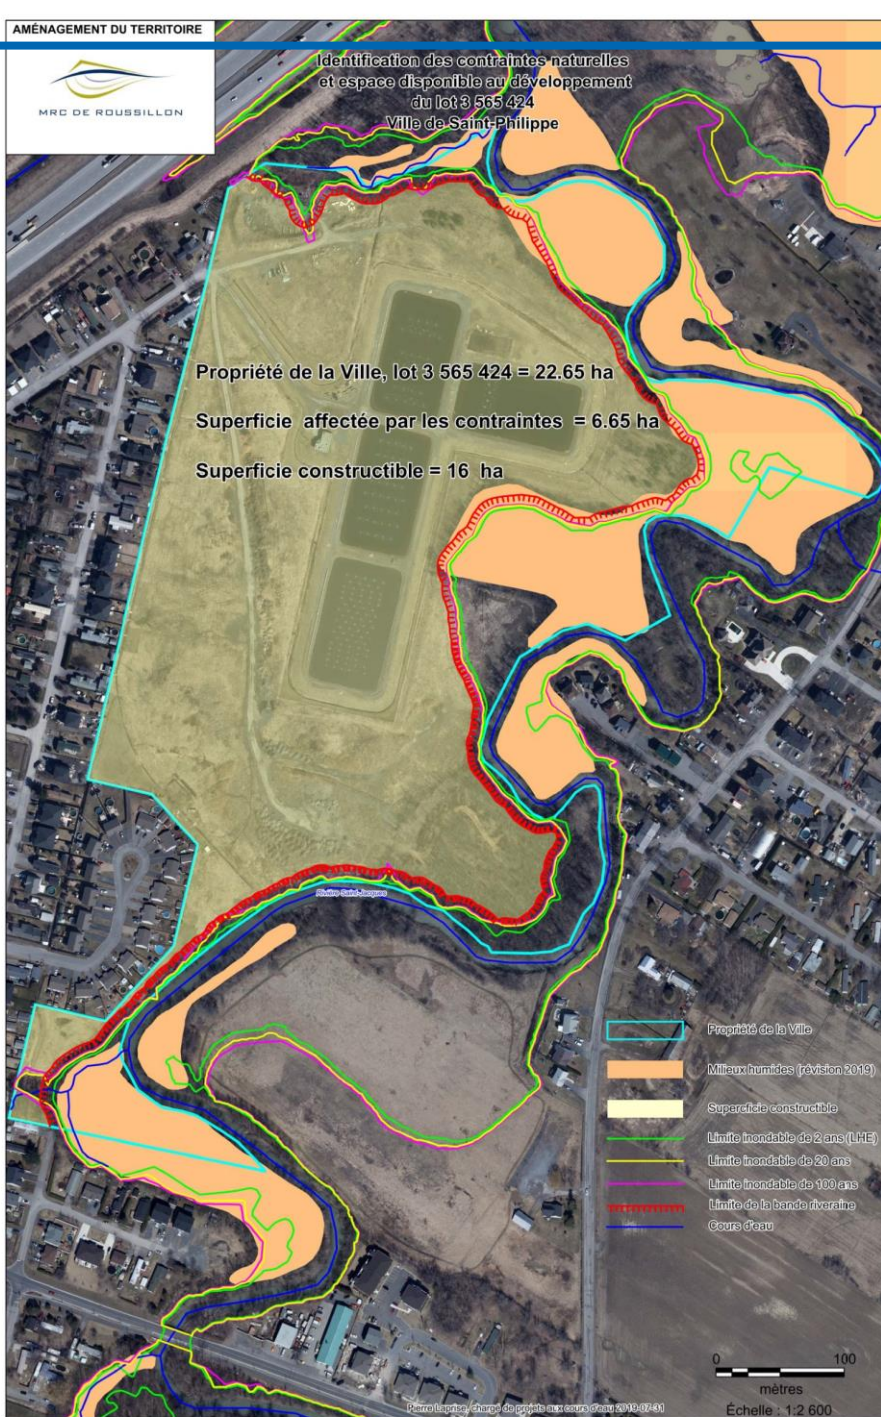 AMÉNAGEMENT DU TERRITOIRE
MRC DE ROUSSILLON
Identification des contraintes naturelles
et espace disponible au développement
du lot 3 565 424
Ville de Saint-Philippe
Propriété de la Ville, lot 3 565 424 = 22.65 ha
Superficie affectée par les contraintes = 6.65 ha
Superficie constructible = 16 ha
Rivière Saint-Jacques
Propriété de la Ville
Milieux humides (révision 2019)
Supercficie constructible
Limite inondable de 2 ans (LHE)
Limite inondable de 20 ans
Limite inondable de 100 ans
Limite de la bande riveraine
Cours d'eau
0 100
mètres
Échelle : 1:2 600
Pierre Laprise, chargé de projets aux cours d'eau 2019-07-31